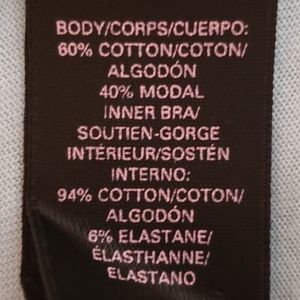 BODY/CORPS/CUERPO:
60% COTTON/COTON/
ALGODÓN
40% MODAL
INNER BRA/
SOUTIEN-GORGE
INTÉRIEUR/SOSTÉN
INTERNO:
94% COTTON/COTON/
ALGODÓN
6% ELASTANE/
ÉLASTHANNE/
ELASTANO